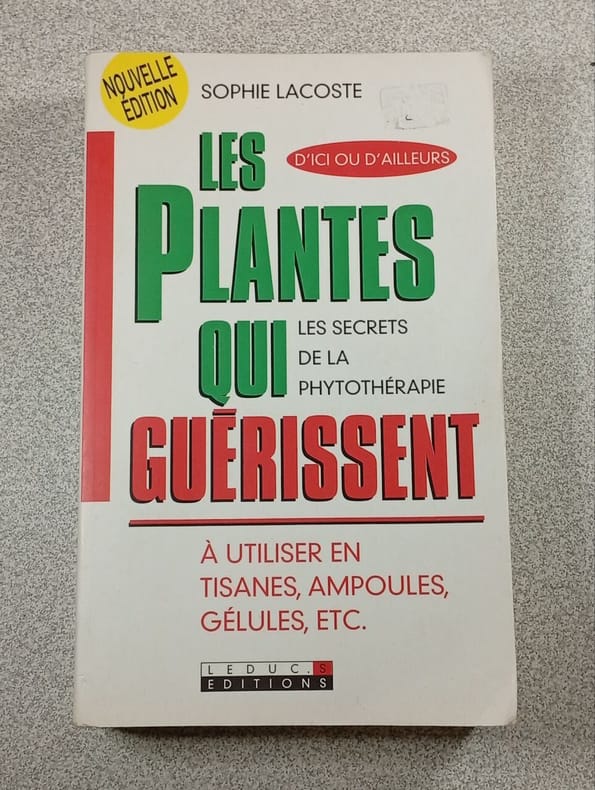 NOUVELLE
ÉDITION
SOPHIE LACOSTE
LES
D'ICI OU D'AILLEURS
PLANTES
QUI
LES SECRETS
DE LA
PHYTOTHÉRAPIE
GUÉRISSENT
À UTILISER EN
TISANES, AMPOULES,
GÉLULES, ETC.
LEDUC.S
EDITIONS